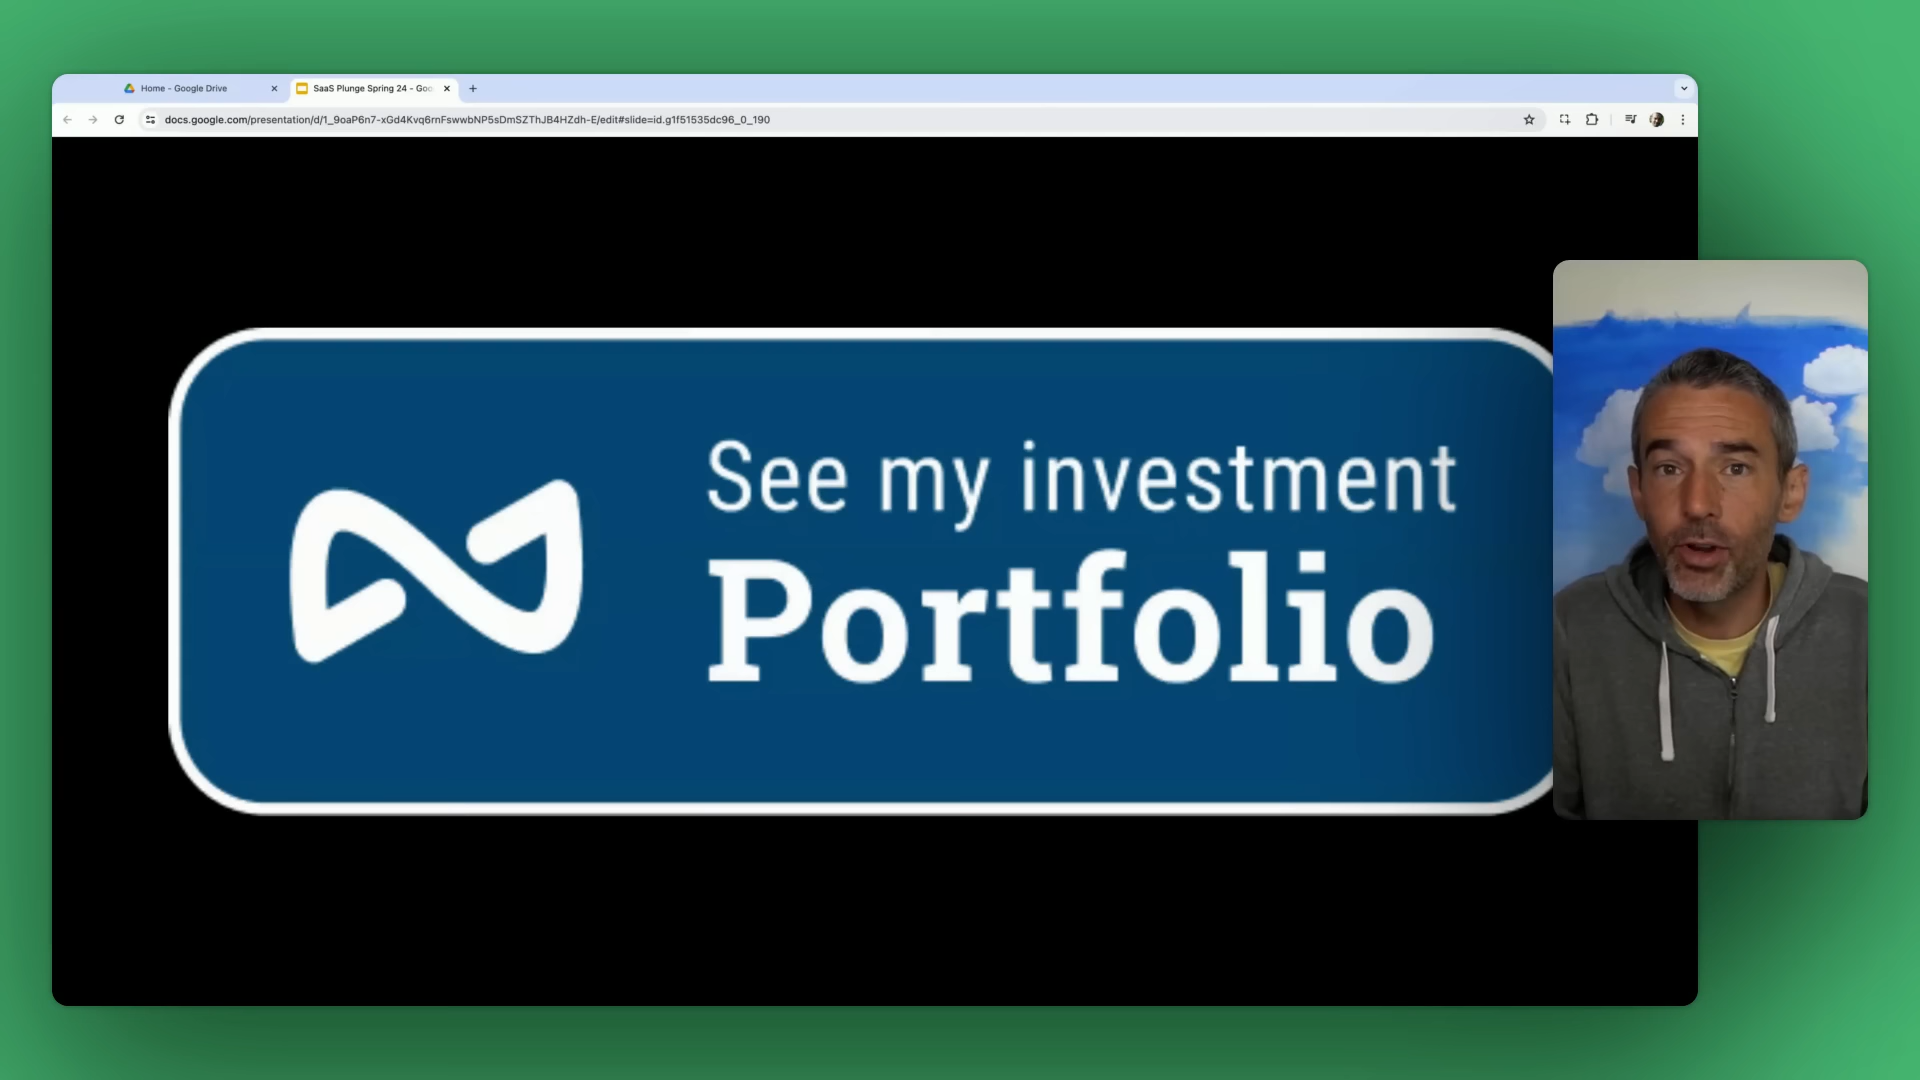 Home - Google Drive
SaaS Plunge Spring 24 - Goo
docs.google.com/presentation/d/1_9oaP6n7-xGd4Kvq6rnFswwbNP5sDmSZThJB4HZdh-E/edit#slide=id.g1f51535dc96_0_190
See my investment
Portfolio